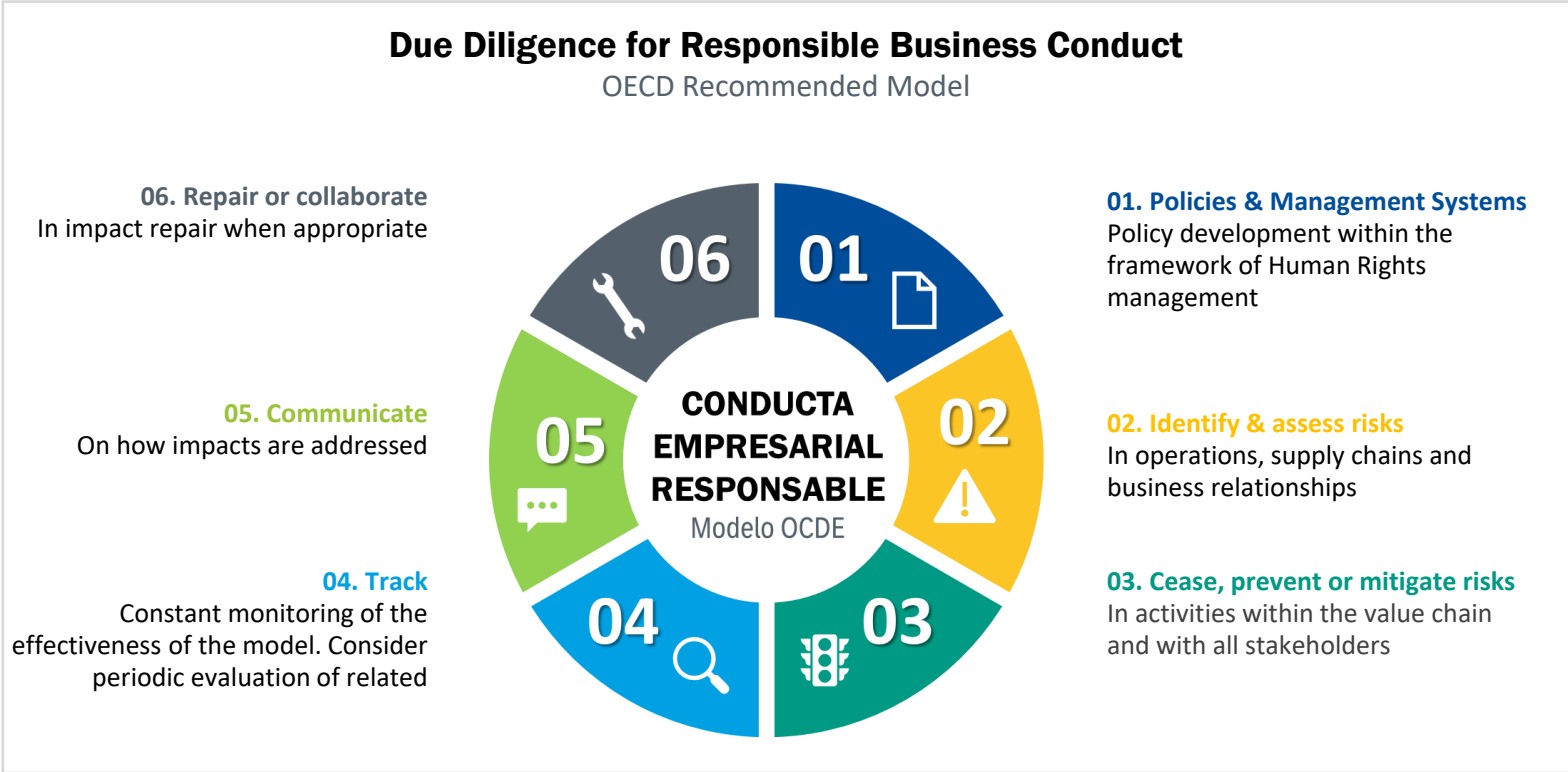 Due Diligence for Responsible Business Conduct
OECD Recommended Model
06. Repair or collaborate
In impact repair when appropriate
05. Communicate
On how impacts are addressed
04. Track
Constant monitoring of the
effectiveness of the model. Consider
periodic evaluation of related
06
01
05
02
04
03
CONDUCTA
EMPRESARIAL
RESPONSABLE
Modelo OCDE
01. Policies & Management Systems
Policy development within the
framework of Human Rights
management
02. Identify & assess risks
In operations, supply chains and
business relationships
03. Cease, prevent or mitigate risks
In activities within the value chain
and with all stakeholders